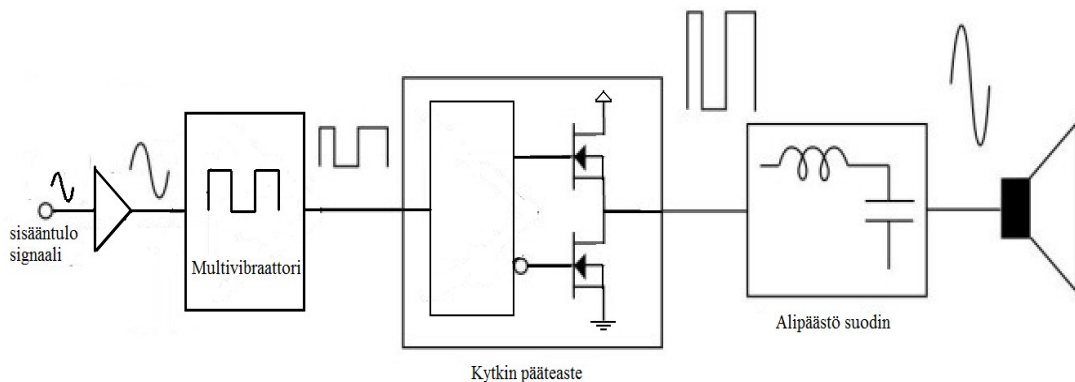 sisääntulo
signaali
Multivibraattori
Kytkin pääteaste
Alipäästö suodin